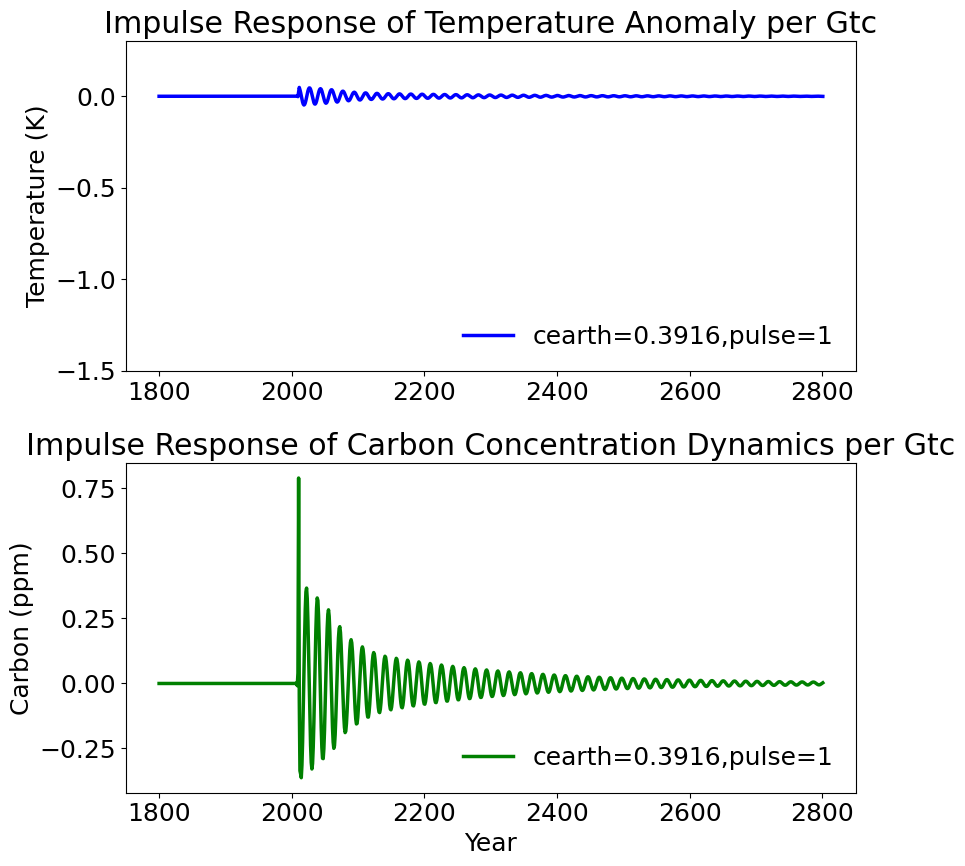 Impulse Response of Temperature Anomaly per Gtc
0.0
−0.5
−1.0
−1.5
Temperature (K)
cearth=0.3916,pulse=1
1800 2000 2200 2400 2600 2800
Impulse Response of Carbon Concentration Dynamics per Gtc
0.75
0.50
0.25
0.00
−0.25
Carbon (ppm)
cearth=0.3916,pulse=1
1800 2000 2200 2400 2600 2800
Year